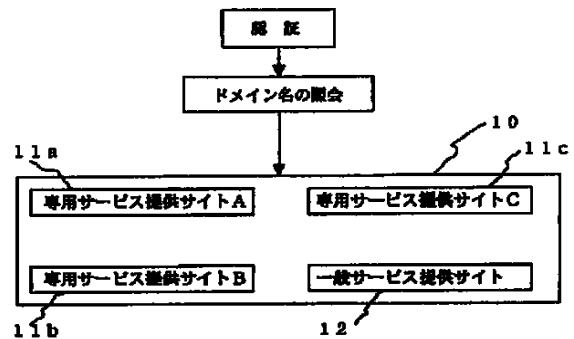 認 証
ドメイン名の照会
10
11a
11c
専用サービス提供サイトA
専用サービス提供サイトC
専用サービス提供サイトB
一般サービス提供サイト
11b
12